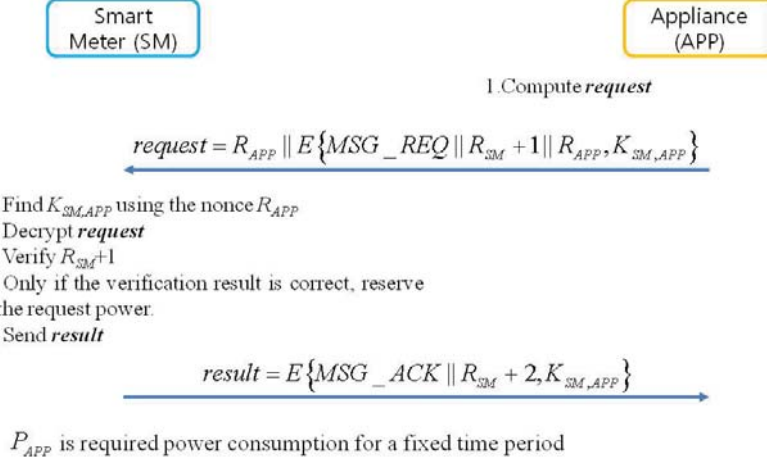 Smart
Meter (SM)
Appliance
(APP)
1.Compute request
request = R_APP || E{MSG_REQ || R_SM + 1 || R_APP, K_SM,APP}
Find K_SM,APP using the nonce R_APP
Decrypt request
Verify R_SM+1
Only if the verification result is correct, reserve
the request power.
Send result
result = E{MSG_ACK || R_SM + 2, K_SM,APP}
P_APP is required power consumption for a fixed time period